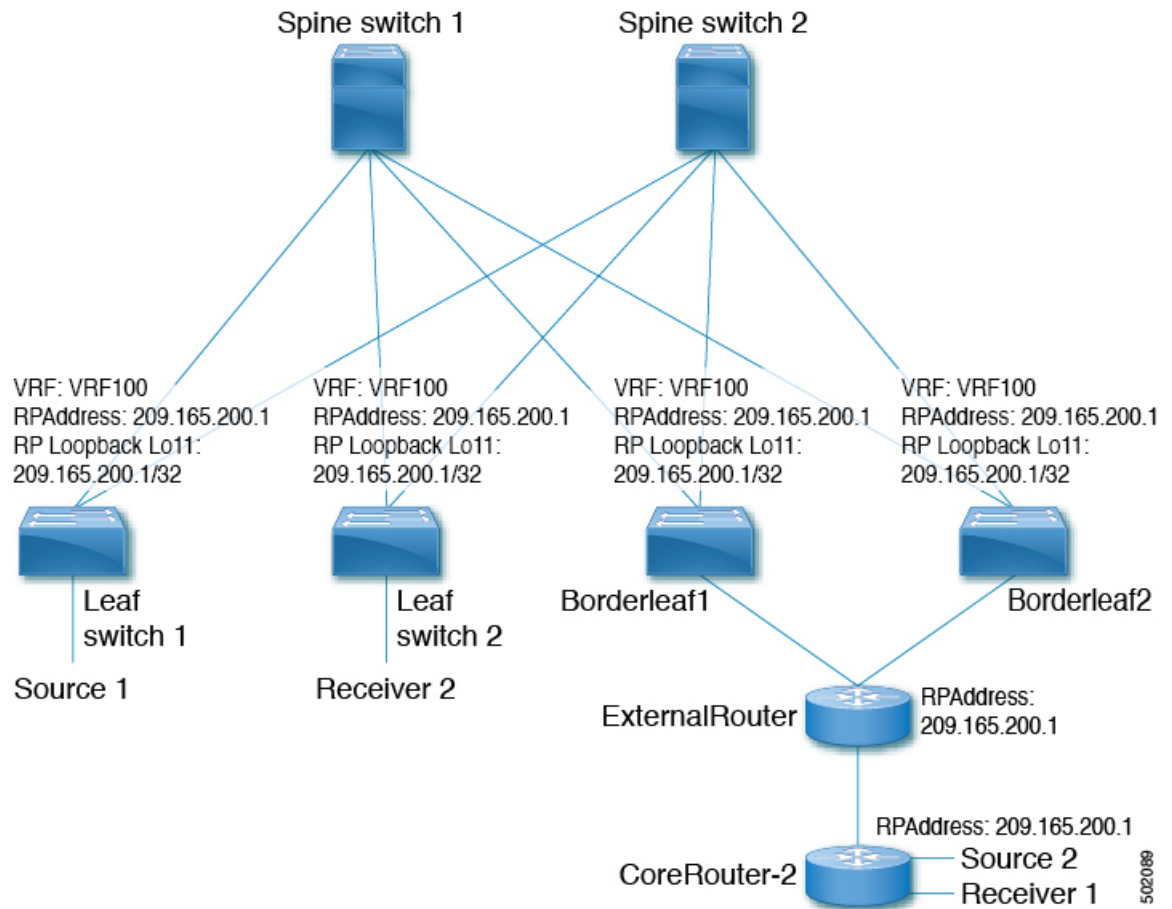 Spine switch 1
Spine switch 2
VRF: VRF100
RPAddress: 209.165.200.1
RP Loopback Lo11:
209.165.200.1/32
VRF: VRF100
RPAddress: 209.165.200.1
RP Loopback Lo11:
209.165.200.1/32
VRF: VRF100
RPAddress: 209.165.200.1
RP Loopback Lo11:
209.165.200.1/32
VRF: VRF100
RPAddress: 209.165.200.1
RP Loopback Lo11:
209.165.200.1/32
Leaf
switch 1
Leaf
switch 2
Borderleaf1
Borderleaf2
Source 1
Receiver 2
ExternalRouter
RPAddress:
209.165.200.1
RPAddress: 209.165.200.1
CoreRouter-2
Source 2
Receiver 1
502089